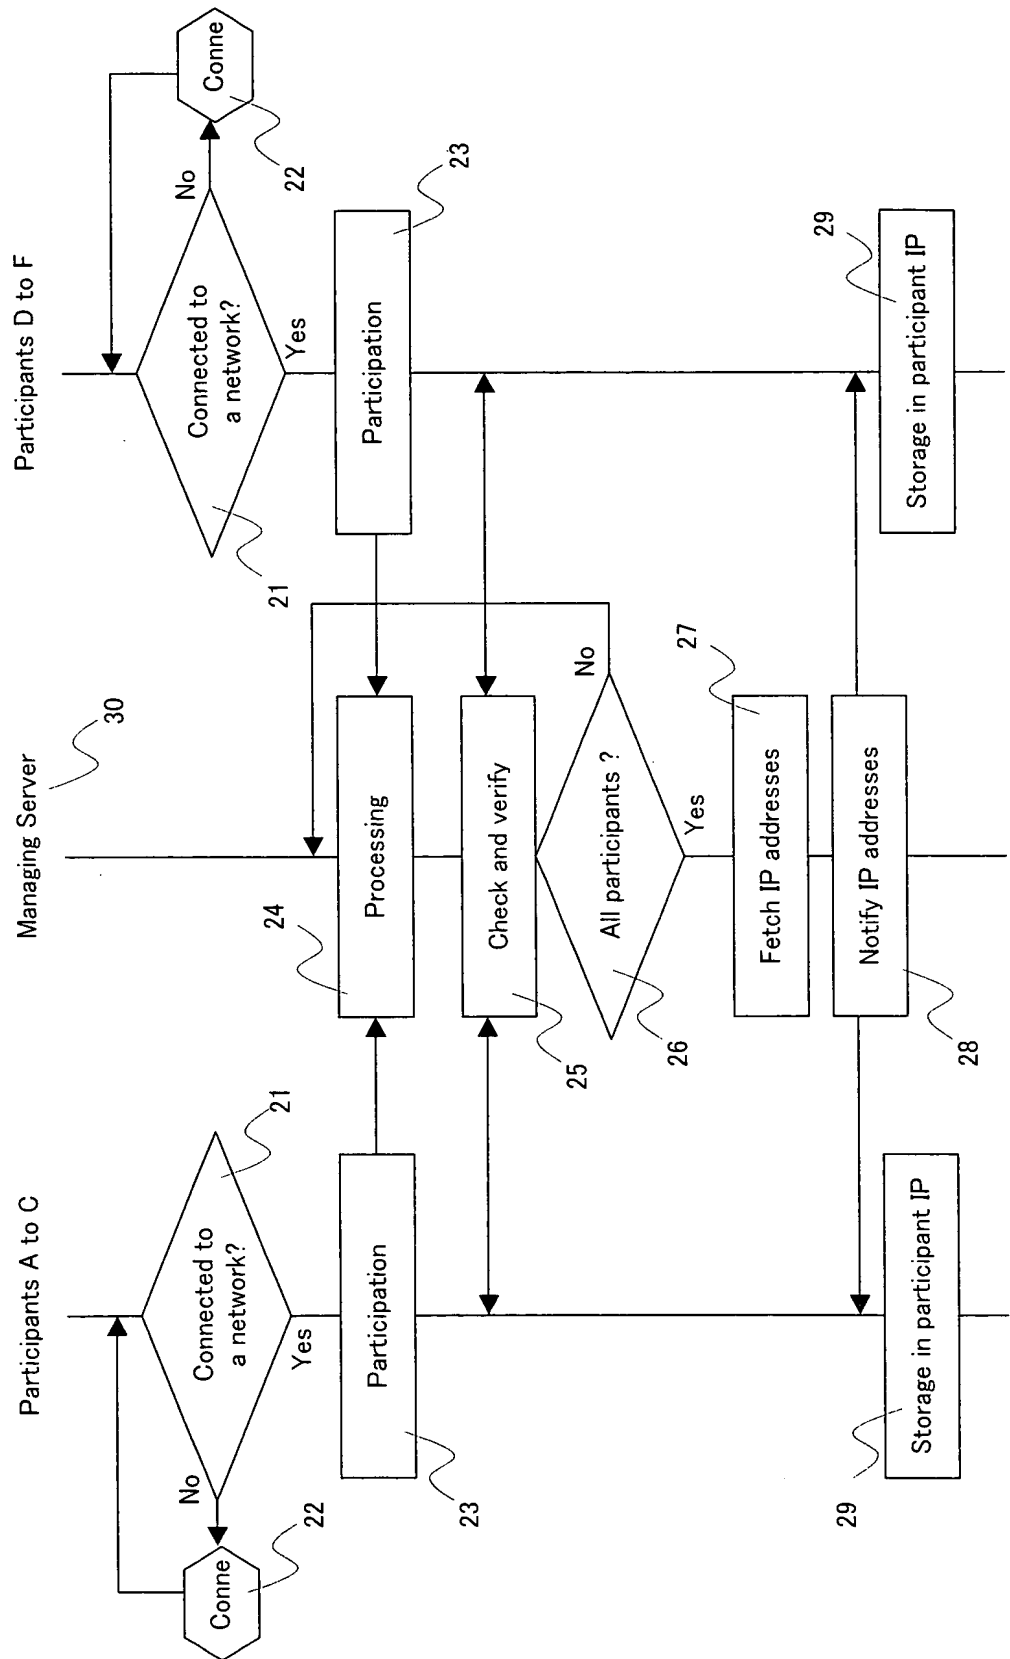 Participants A to C
Managing Server
Participants D to F
30
Connected to
a network?
21
No
Yes
Conne
22
Connected to
a network?
21
No
Yes
Conne
22
Participation
23
Processing
24
Participation
23
Check and verify
25
All participants ?
26
No
Yes
Fetch IP addresses
27
Notify IP addresses
28
Storage in participant IP
29
Storage in participant IP
29